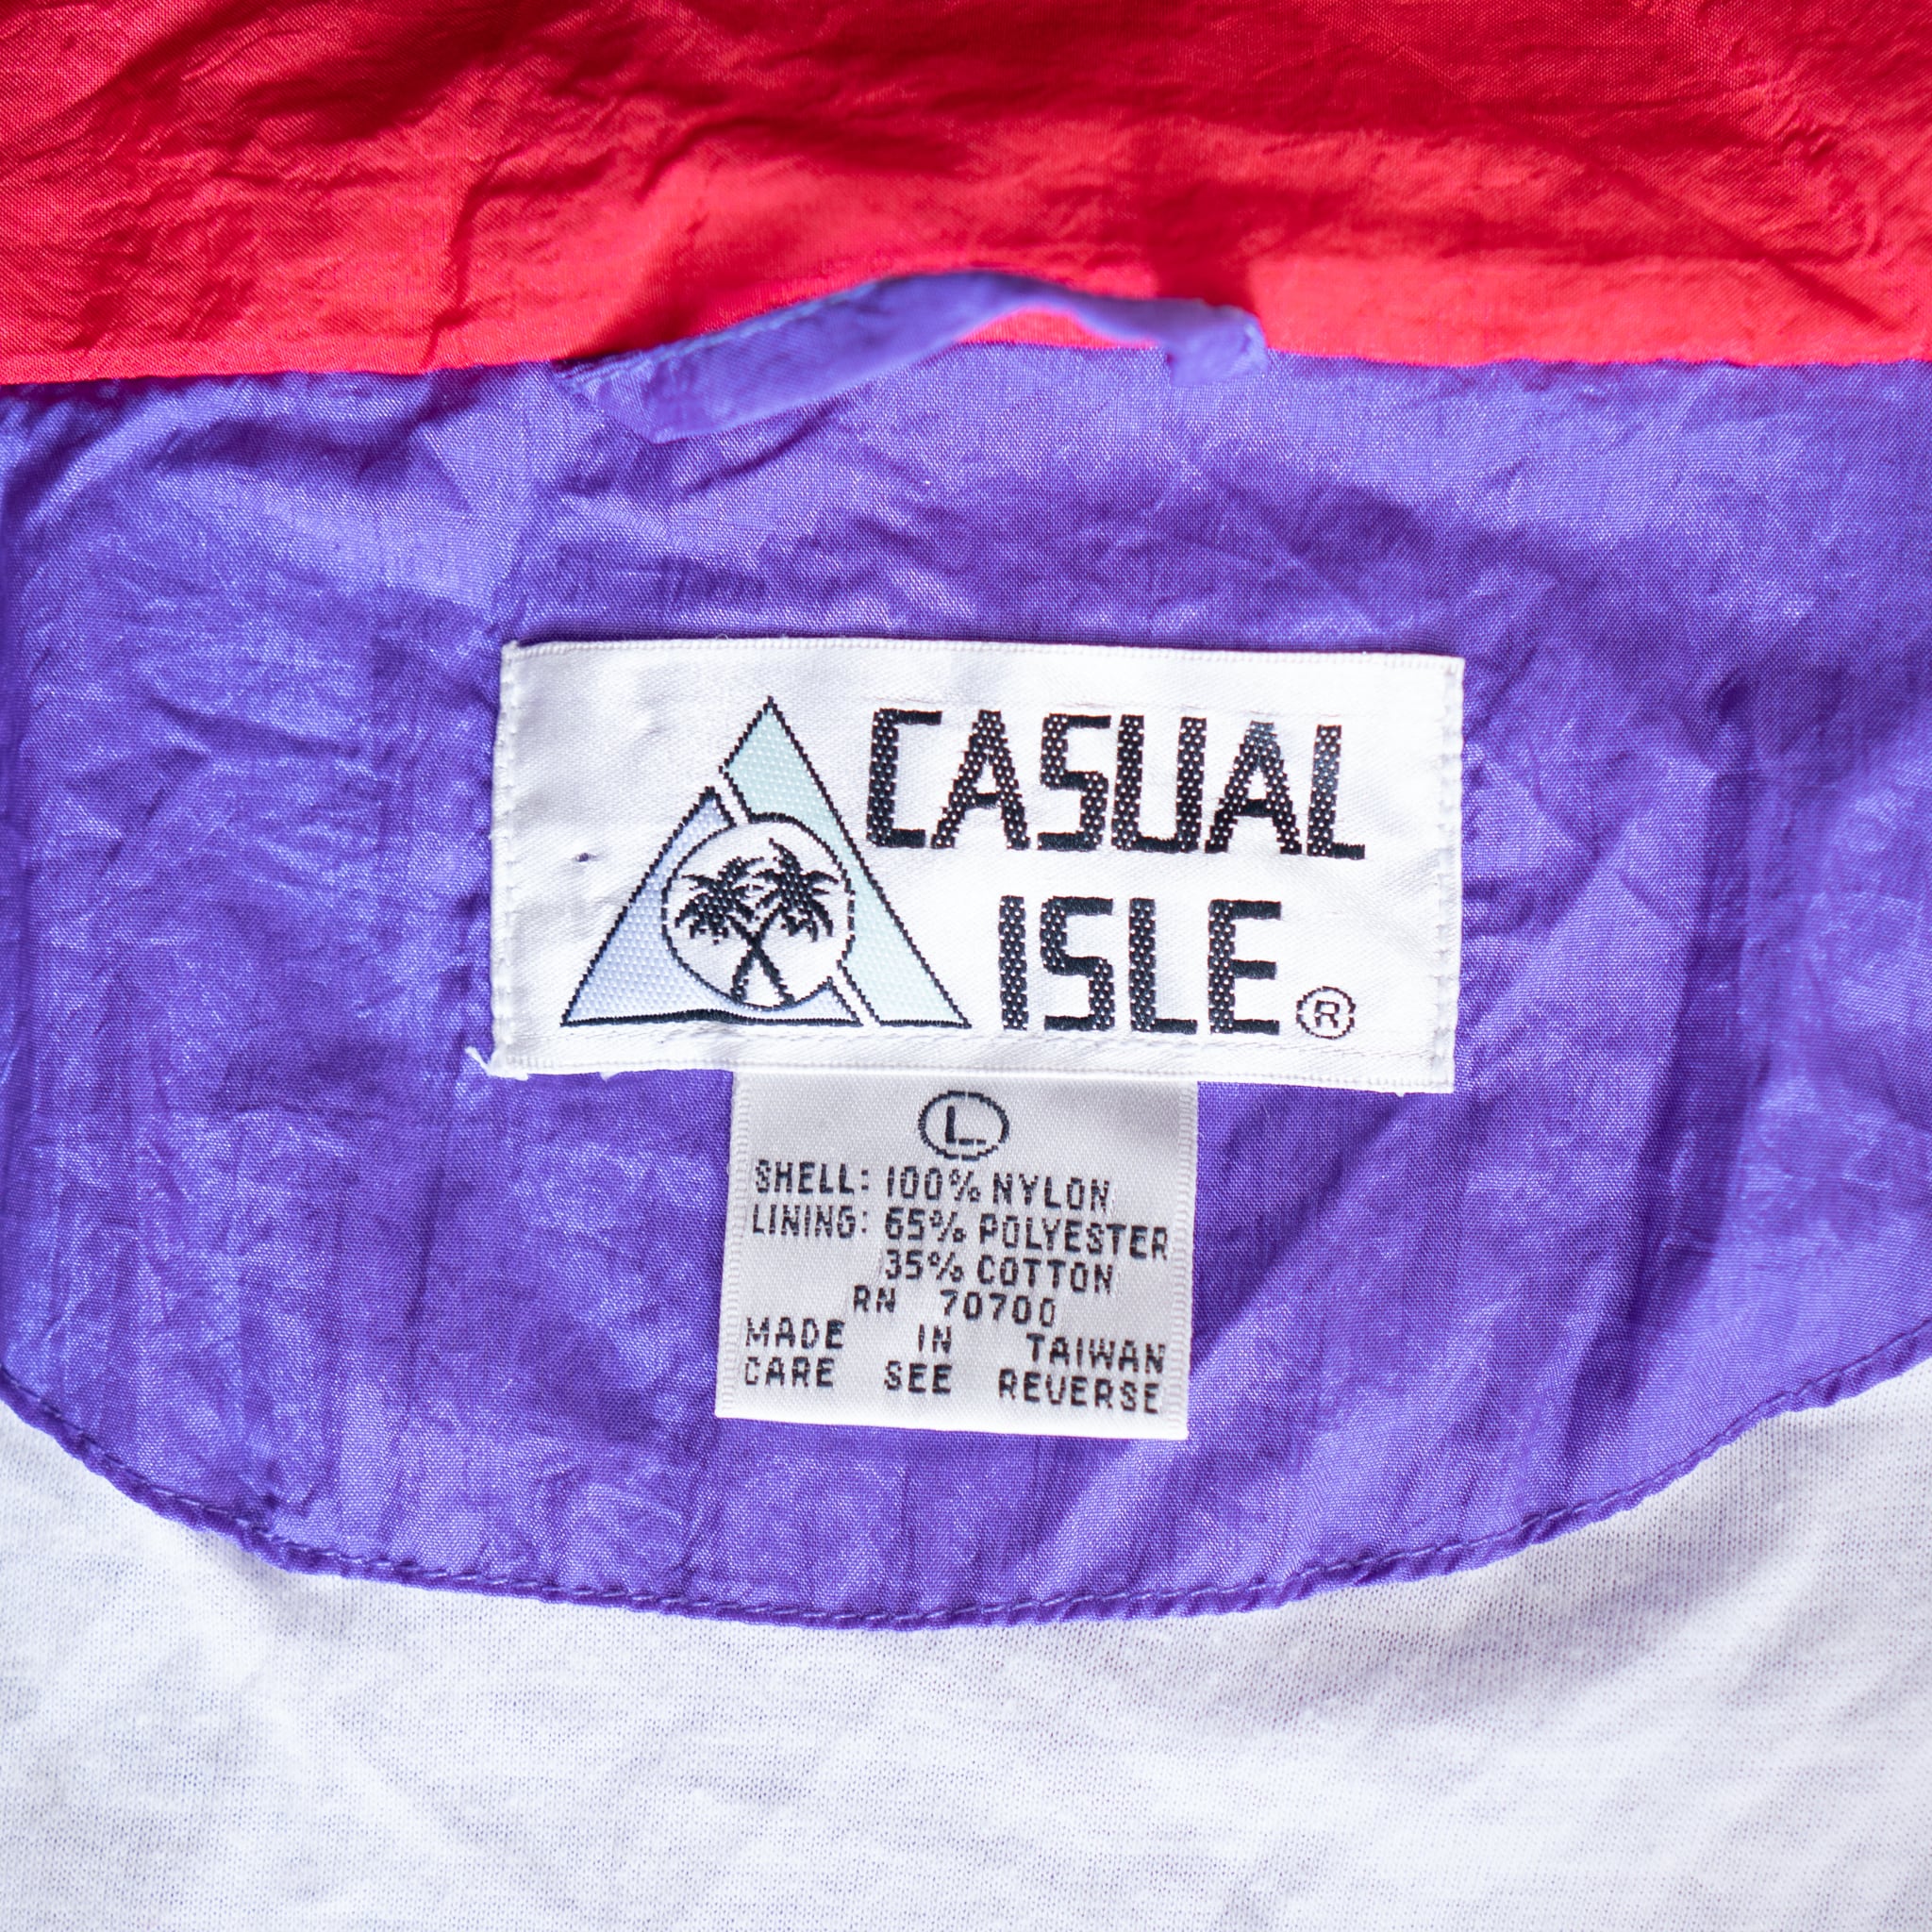 CASUAL
ISLE ®
L
SHELL: 100% NYLON
LINING: 65% POLYESTER
35% COTTON
RN 70700
MADE IN TAIWAN
CARE SEE REVERSE